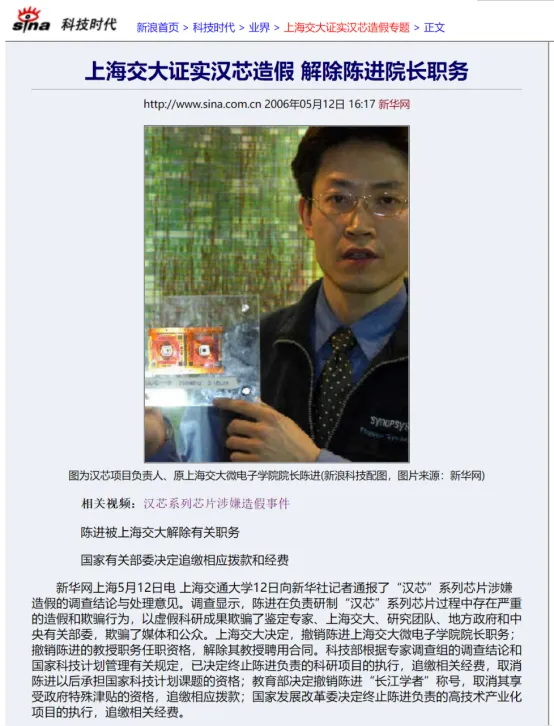 sina 科技时代 新浪首页 > 科技时代 > 业界 > 上海交大证实汉芯造假专题 > 正文
上海交大证实汉芯造假 解除陈进院长职务
http://www.sina.com.cn 2006年05月12日 16:17 新华网
SYNOPSYS
图为汉芯项目负责人、原上海交大微电子学院院长陈进(新浪科技配图，图片来源：新华网)
相关视频：汉芯系列芯片涉嫌造假事件
陈进被上海交大解除有关职务
国家有关部委决定追缴相应拨款和经费
新华网上海5月12日电 上海交通大学12日向新华社记者通报了“汉芯”系列芯片涉嫌
造假的调查结论与处理意见。调查显示，陈进在负责研制“汉芯”系列芯片过程中存在严重
的造假和欺骗行为，以虚假科研成果欺骗了鉴定专家、上海交大、研究团队、地方政府和中
央有关部委，欺骗了媒体和公众。上海交大决定，撤销陈进上海交大微电子学院院长职务；
撤销陈进的教授职务任职资格，解除其教授聘用合同。科技部根据专家调查组的调查结论和
国家科技计划管理有关规定，已决定终止陈进负责的科研项目的执行，追缴相关经费，取消
陈进以后承担国家科技计划课题的资格；教育部决定撤销陈进“长江学者”称号，取消其享
受政府特殊津贴的资格，追缴相应拨款；国家发展改革委决定终止陈进负责的高技术产业化
项目的执行，追缴相关经费。